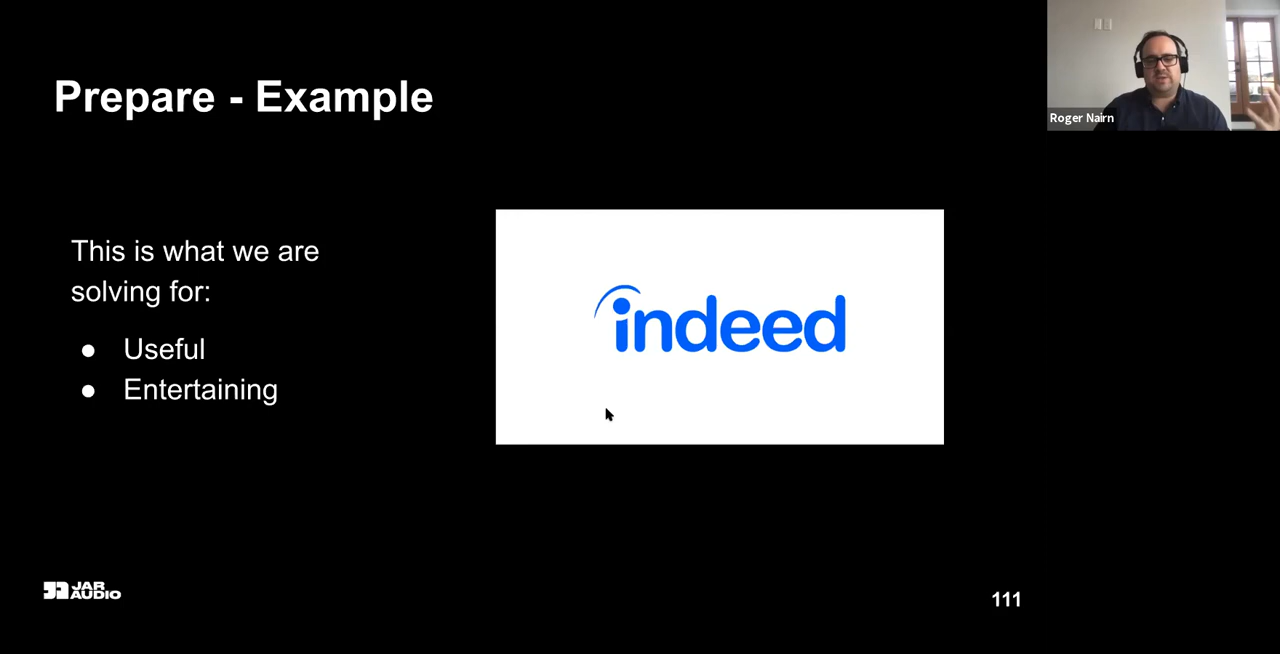 Prepare - Example
Roger Nairn
This is what we are
solving for:
● Useful
● Entertaining
indeed
JAR
AUDIO
111